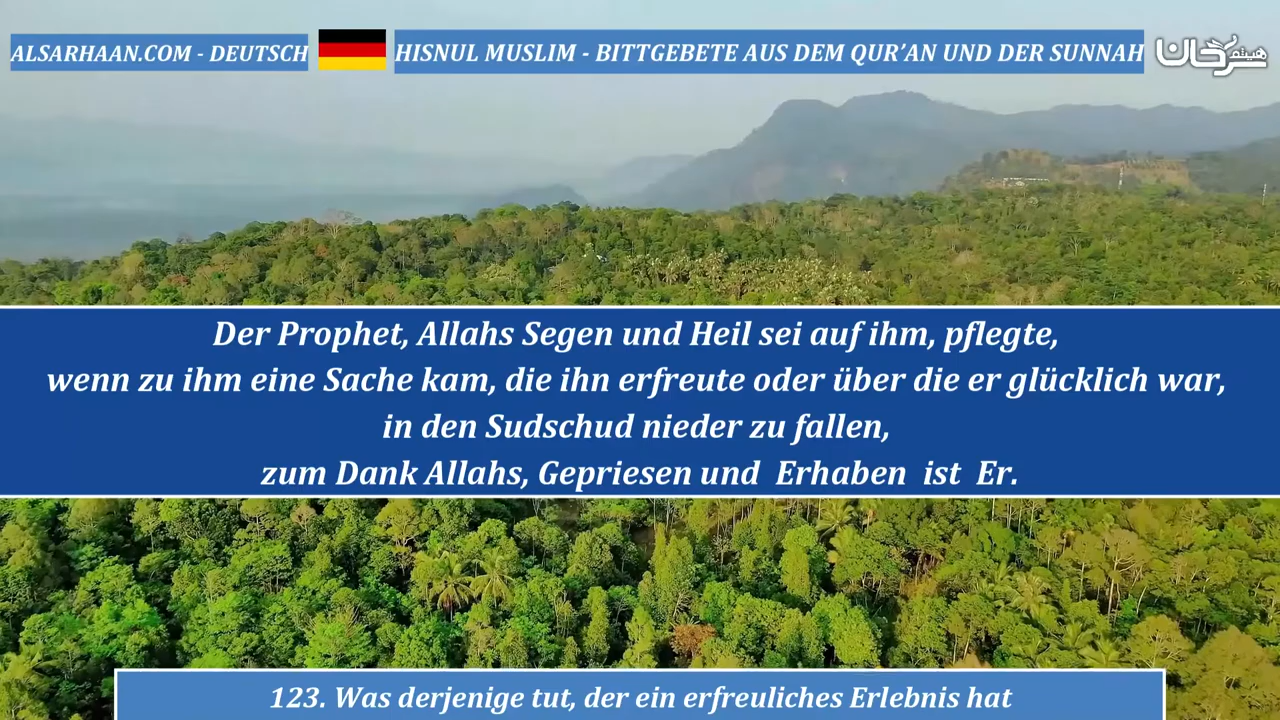 ALSARHAAN.COM - DEUTSCH
HISNUL MUSLIM - BITTGEBETE AUS DEM QUR’AN UND DER SUNNAH
هيثم سرحان
Der Prophet, Allahs Segen und Heil sei auf ihm, pflegte,
wenn zu ihm eine Sache kam, die ihn erfreute oder über die er glücklich war,
in den Sudschud nieder zu fallen,
zum Dank Allahs, Gepriesen und Erhaben ist Er.
123. Was derjenige tut, der ein erfreuliches Erlebnis hat